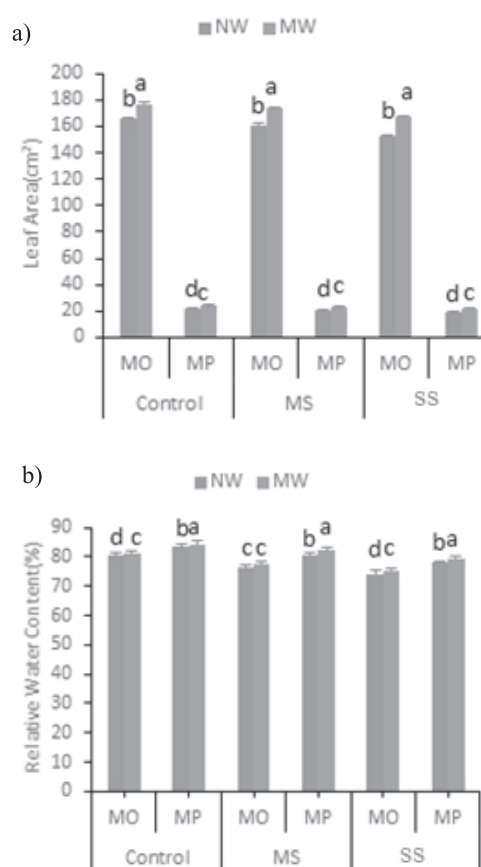 a)
NW MW
Leaf Area(cm²)
200
180
160
140
120
100
80
60
40
20
0
b a d c b a d c b a d c
MO MP MO MP MO MP
Control MS SS
b)
NW MW
Relative Water Content(%)
90
80
70
60
50
40
30
20
10
0
d c b a c c b a d c b a
MO MP MO MP MO MP
Control MS SS